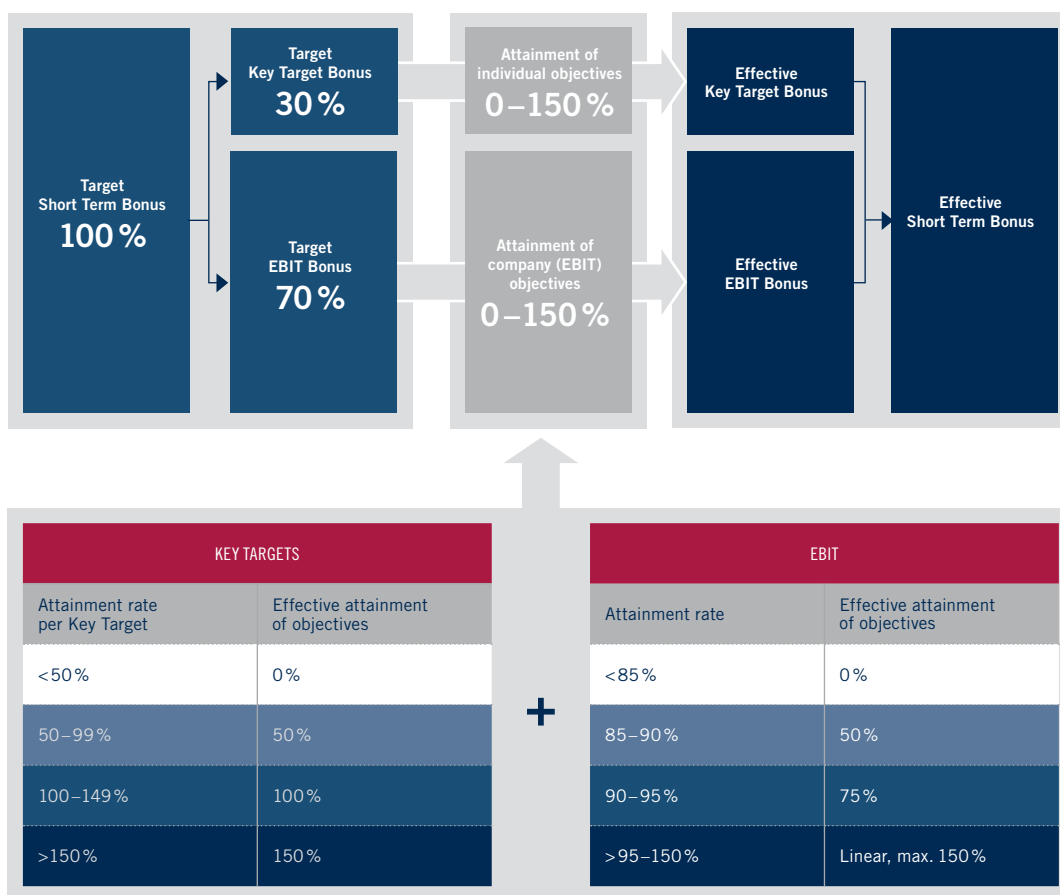 Target
Short Term Bonus
100 %
Target
Key Target Bonus
30 %
Target
EBIT Bonus
70 %
Attainment of
individual objectives
0–150 %
Attainment of
company (EBIT)
objectives
0–150 %
Effective
Key Target Bonus
Effective
EBIT Bonus
Effective
Short Term Bonus
KEY TARGETS
Attainment rate
per Key Target
Effective attainment
of objectives
<50 %
0 %
50–99 %
50 %
100–149 %
100 %
>150 %
150 %
+
EBIT
Attainment rate
Effective attainment
of objectives
<85 %
0 %
85–90 %
50 %
90–95 %
75 %
>95–150 %
Linear, max. 150 %